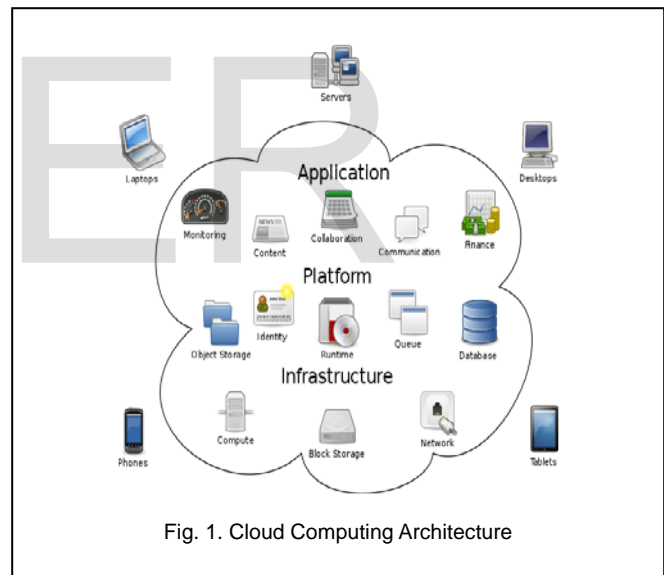 ER
Servers
Laptops
Desktops
Application
Monitoring
Content
Collaboration
Communication
Finance
NEWS
Platform
Object Storage
Identity
Runtime
Queue
Database
Infrastructure
Compute
Block Storage
Network
Phones
Tablets
Fig. 1. Cloud Computing Architecture